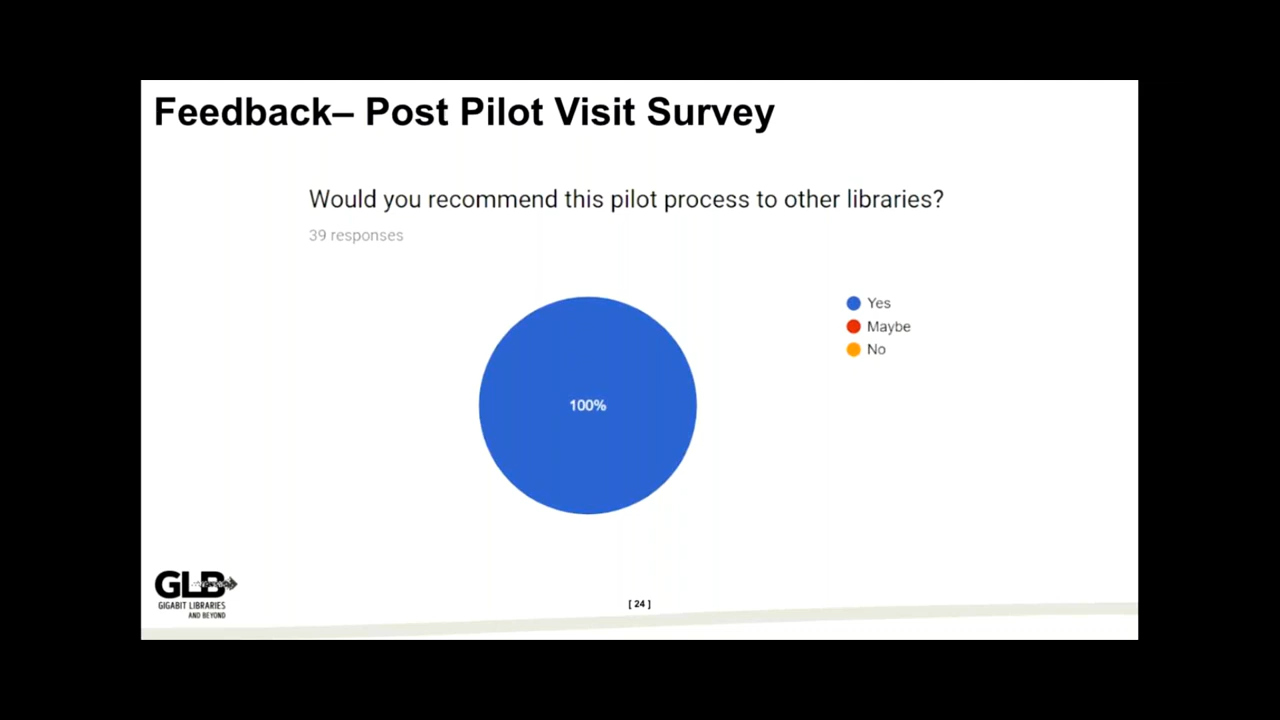 Feedback– Post Pilot Visit Survey
Would you recommend this pilot process to other libraries?
39 responses
Yes
Maybe
No
100%
GLB
GIGABIT LIBRARIES
AND BEYOND
[ 24 ]